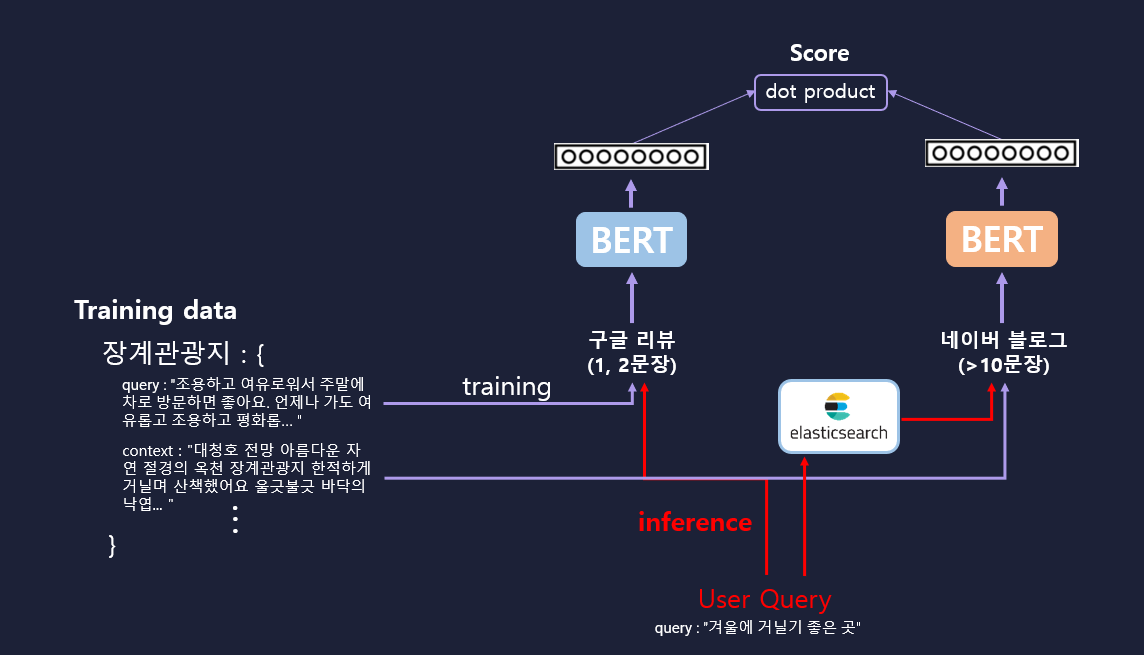 Score
dot product
BERT
BERT
Training data
장계관광지 : {
query : "조용하고 여유로워서 주말에
차로 방문하면 좋아요. 언제나 가도 여
유롭고 조용하고 평화롭... "
context : "대청호 전망 아름다운 자
연 절경의 옥천 장계관광지 한적하게
거닐며 산책했어요 울긋불긋 바닥의
낙엽... "
}
training
구글 리뷰
(1, 2문장)
네이버 블로그
(>10문장)
elasticsearch
inference
User Query
query : "겨울에 거닐기 좋은 곳"